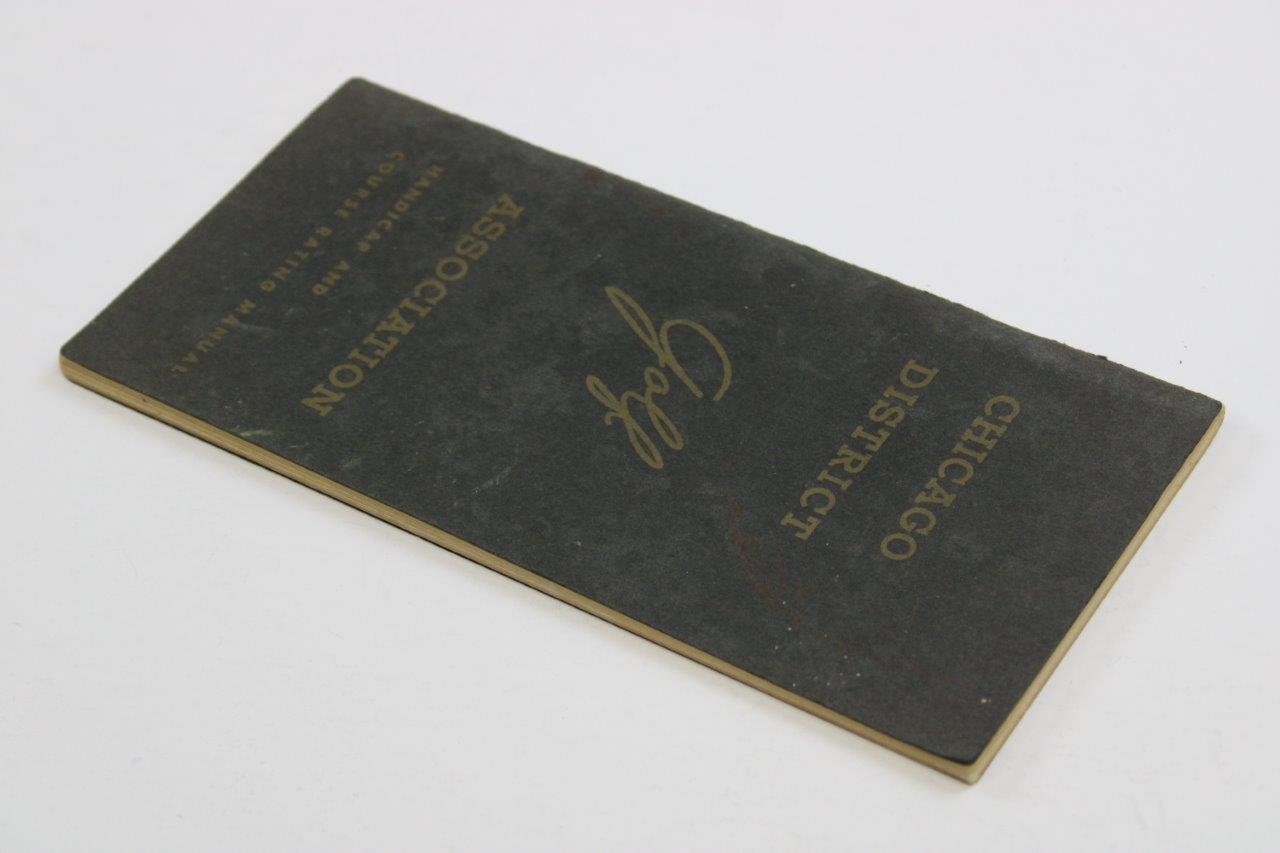 CHICAGO
DISTRICT
Golf
ASSOCIATION
HANDICAP AND
COURSE RATING MANUAL